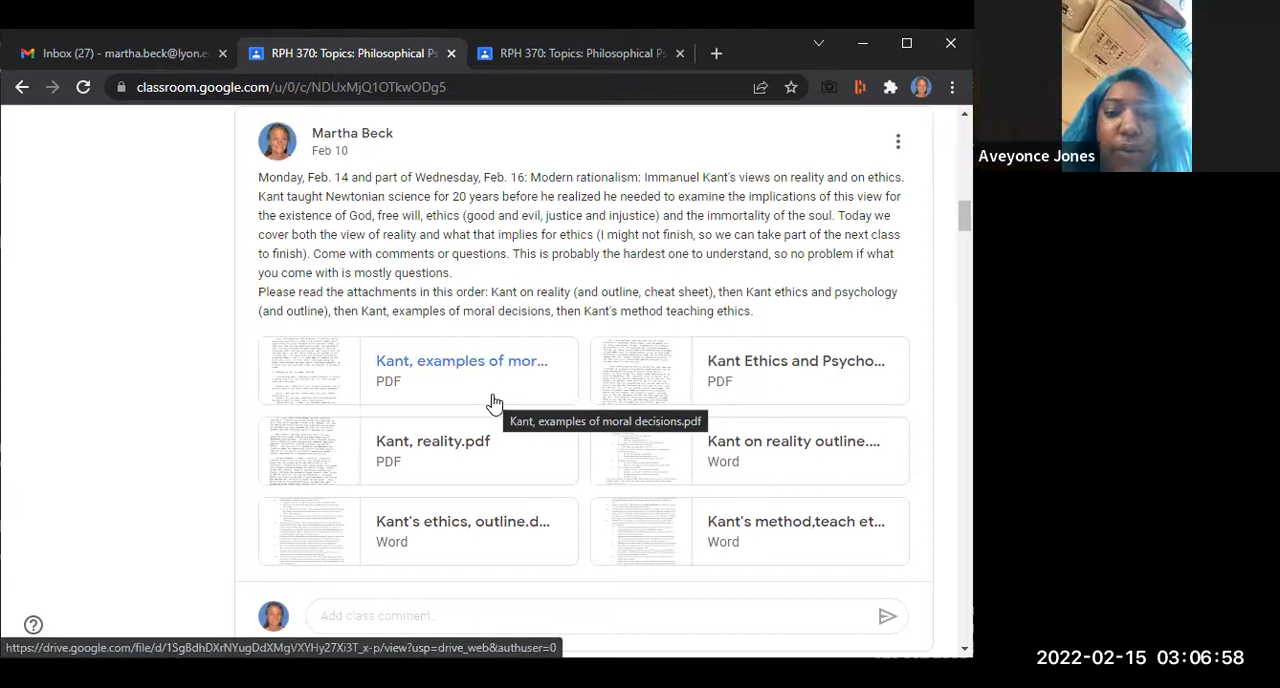 Inbox (27) - martha.beck@lyon.e
RPH 370: Topics: Philosophical Ps
RPH 370: Topics: Philosophical Ps
classroom.google.com/u/0/c/NDUxMjQ1OTkwODg5
Martha Beck
Feb 10
Monday, Feb. 14 and part of Wednesday, Feb. 16: Modern rationalism: Immanuel Kant's views on reality and on ethics.
Kant taught Newtonian science for 20 years before he realized he needed to examine the implications of this view for
the existence of God, free will, ethics (good and evil, justice and injustice) and the immortality of the soul. Today we
cover both the view of reality and what that implies for ethics (I might not finish, so we can take part of the next class
to finish). Come with comments or questions. This is probably the hardest one to understand, so no problem if what
you come with is mostly questions.
Please read the attachments in this order: Kant on reality (and outline, cheat sheet), then Kant ethics and psychology
(and outline), then Kant, examples of moral decisions, then Kant's method teaching ethics.
Kant, examples of mor...
PDF
Kant Ethics and Psycho...
PDF
Kant, examples of moral decisions.pdf
Kant, reality.pdf
PDF
Kant on reality outline....
Word
Kant's ethics, outline.d...
Word
Kant's method,teach et...
Word
Add class comment..
https://drive.google.com/file/d/1SgBdhDXrNYugDdXMgVXYHy27Xi3T_x-p/view?usp=drive_web&authuser=0
Aveyonce Jones
2022-02-15 03:06:58